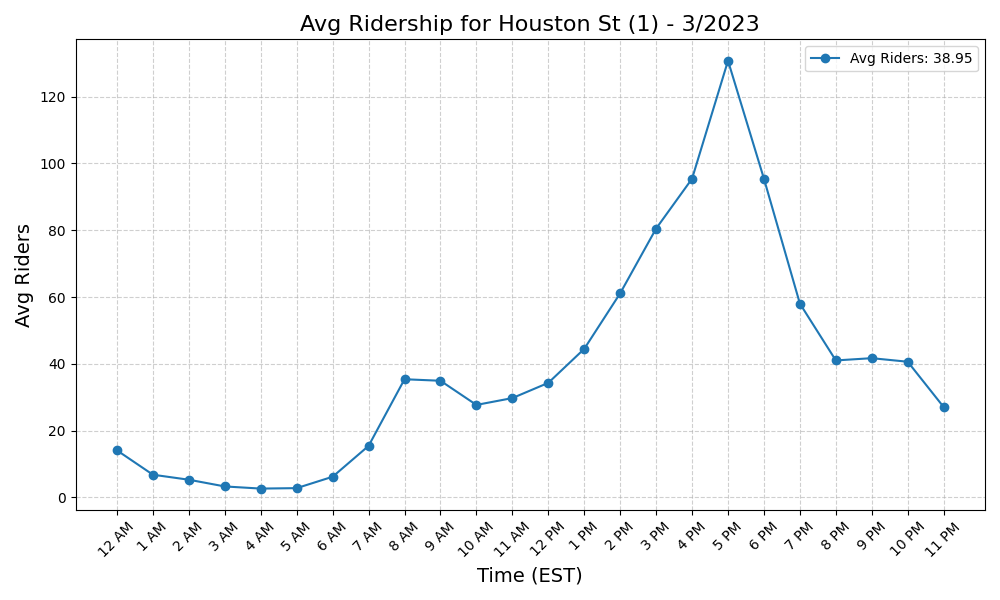 Avg Ridership for Houston St (1) - 3/2023
Avg Riders: 38.95
Avg Riders
120
100
80
60
40
20
0
12 AM
1 AM
2 AM
3 AM
4 AM
5 AM
6 AM
7 AM
8 AM
9 AM
10 AM
11 AM
12 PM
1 PM
2 PM
3 PM
4 PM
5 PM
6 PM
7 PM
8 PM
9 PM
10 PM
11 PM
Time (EST)